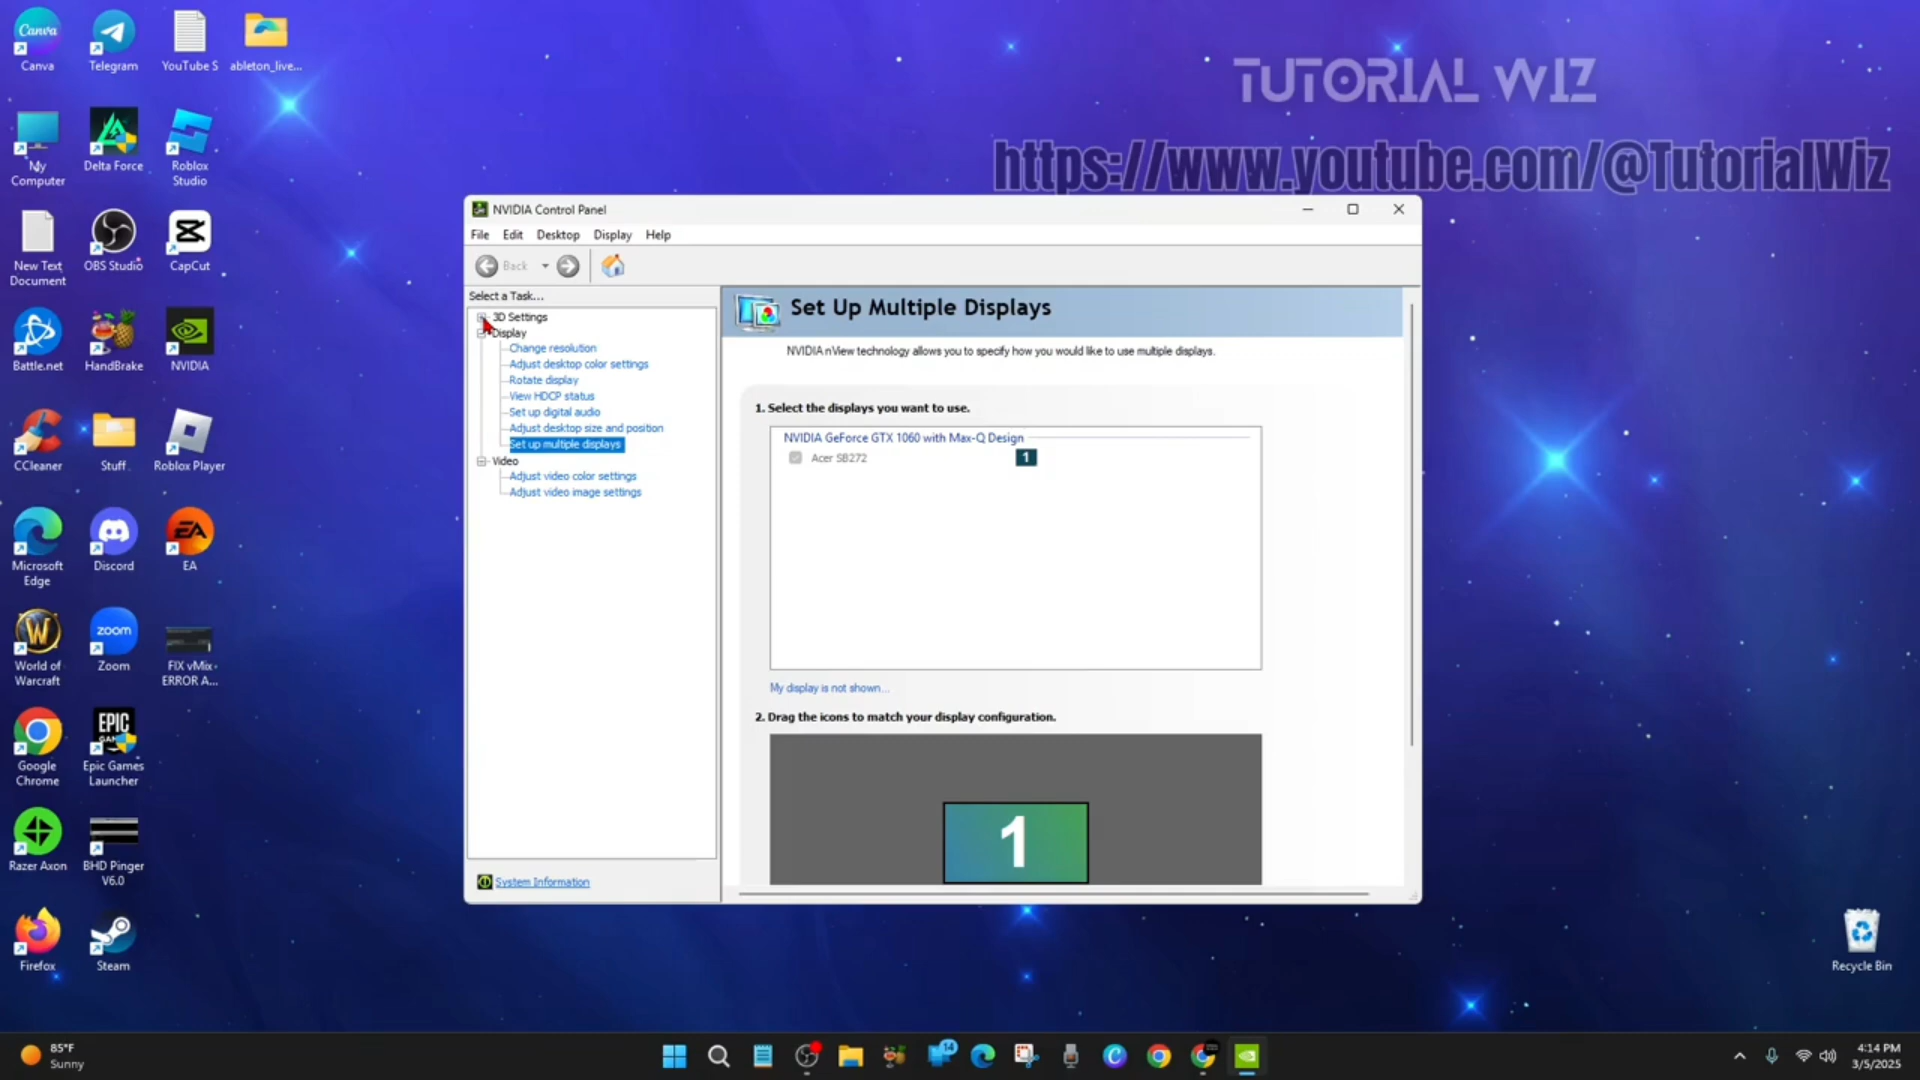 Canva
Telegram
YouTube S
ableton_live...
TUTORIAL WIZ
https://www.youtube.com/@TutorialWiz
My
Computer
Delta Force
Roblox
Studio
New Text
Document
OBS Studio
CapCut
Battle.net
HandBrake
NVIDIA
CCleaner
Stuff
Roblox Player
Microsoft
Edge
Discord
EA
World of
Warcraft
zoom
Zoom
FIX vMix-
ERROR A...
Google
Chrome
EPIC
Epic Games
Launcher
Razer Axon
BHD Pinger
V6.0
Firefox
Steam
NVIDIA Control Panel
File Edit Desktop Display Help
Back
Select a Task...
3D Settings
Display
Change resolution
Adjust desktop color settings
Rotate display
View HDCP status
Set up digital audio
Adjust desktop size and position
Set up multiple displays
Video
Adjust video color settings
Adjust video image settings
System Information
Set Up Multiple Displays
NVIDIA nView technology allows you to specify how you would like to use multiple displays.
1. Select the displays you want to use.
NVIDIA GeForce GTX 1060 with Max-Q Design
Acer SB272 1
My display is not shown...
2. Drag the icons to match your display configuration.
1
Recycle Bin
85°F
Sunny
14
4:14 PM
3/5/2025